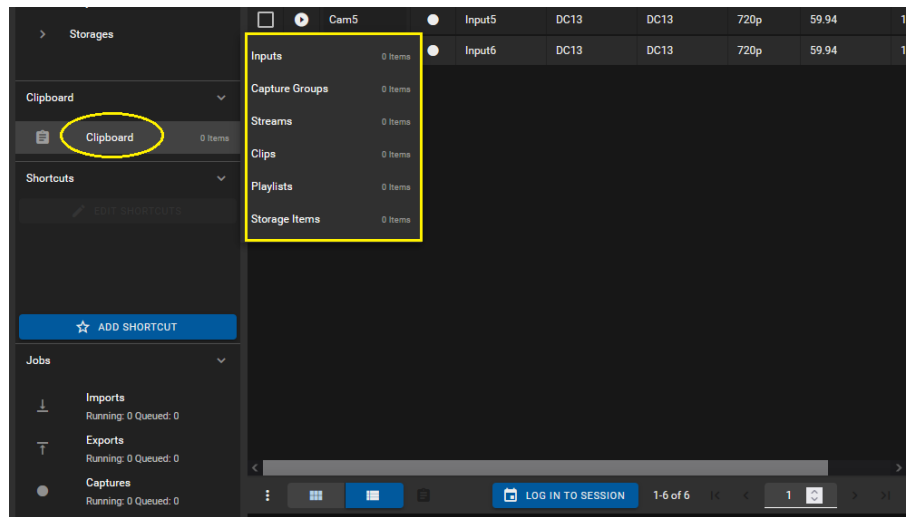 Cam5 Input5 DC13 DC13 720p 59.94 1
Storages
Input6 DC13 DC13 720p 59.94 1
Inputs 0 Items
Capture Groups 0 Items
Streams 0 Items
Clips 0 Items
Playlists 0 Items
Storage Items 0 Items
Clipboard
Clipboard 0 Items
Shortcuts
EDIT SHORTCUTS
ADD SHORTCUT
Jobs
Imports
Running: 0 Queued: 0
Exports
Running: 0 Queued: 0
Captures
Running: 0 Queued: 0
LOG IN TO SESSION 1-6 of 6 1